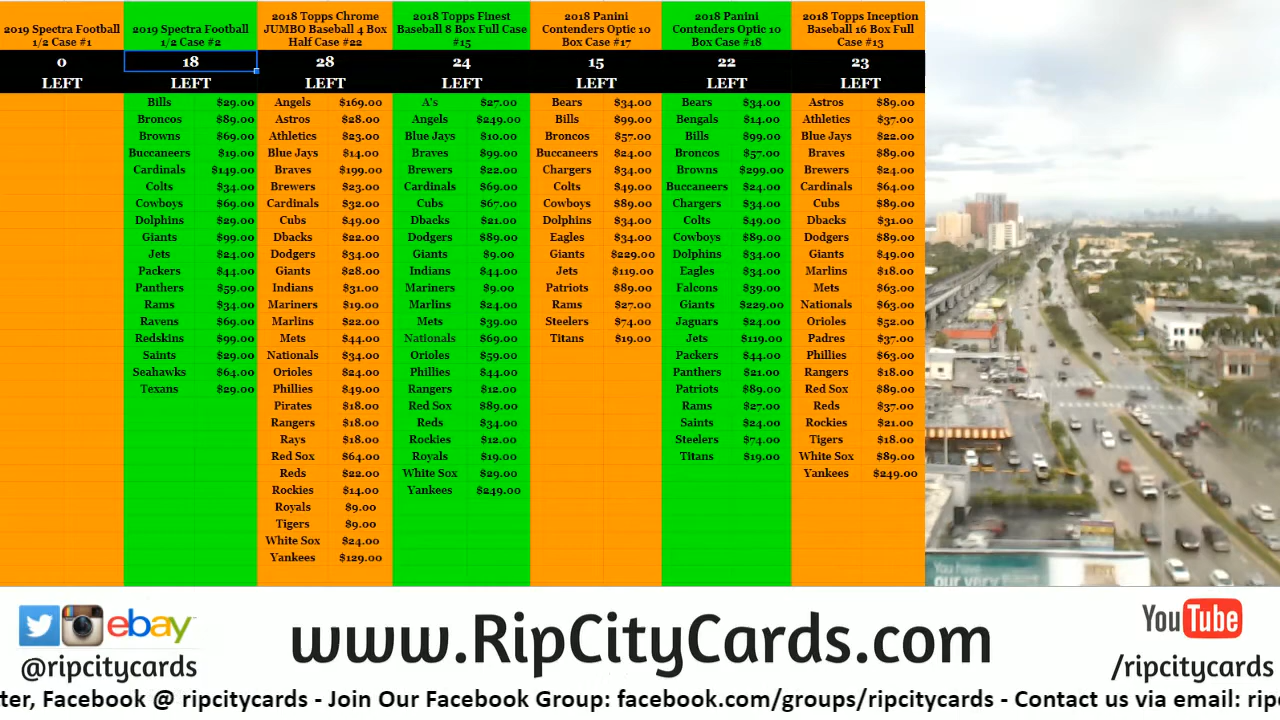 2019 Spectra Football 1/2 Case #1
0
LEFT
2019 Spectra Football 1/2 Case #2
18
LEFT
Bills $29.00
Broncos $89.00
Browns $69.00
Buccaneers $19.00
Cardinals $149.00
Colts $34.00
Cowboys $69.00
Dolphins $29.00
Giants $99.00
Jets $24.00
Packers $44.00
Panthers $59.00
Rams $34.00
Ravens $69.00
Redskins $99.00
Saints $29.00
Seahawks $64.00
Texans $29.00
2018 Topps Chrome JUMBO Baseball 4 Box Half Case #22
28
LEFT
Angels $169.00
Astros $28.00
Athletics $23.00
Blue Jays $14.00
Braves $199.00
Brewers $23.00
Cardinals $32.00
Cubs $49.00
Dbacks $22.00
Dodgers $34.00
Giants $28.00
Indians $31.00
Mariners $19.00
Marlins $22.00
Mets $44.00
Nationals $34.00
Orioles $24.00
Phillies $49.00
Pirates $18.00
Rangers $18.00
Rays $18.00
Red Sox $64.00
Reds $22.00
Rockies $14.00
Royals $9.00
Tigers $9.00
White Sox $24.00
Yankees $129.00
2018 Topps Finest Baseball 8 Box Full Case #15
24
LEFT
A's $27.00
Angels $249.00
Blue Jays $10.00
Braves $99.00
Brewers $22.00
Cardinals $69.00
Cubs $67.00
Dbacks $21.00
Dodgers $89.00
Giants $9.00
Indians $44.00
Mariners $9.00
Marlins $24.00
Mets $39.00
Nationals $69.00
Orioles $59.00
Phillies $44.00
Rangers $12.00
Red Sox $89.00
Reds $34.00
Rockies $12.00
Royals $19.00
White Sox $29.00
Yankees $249.00
2018 Panini Contenders Optic 10 Box Case #17
15
LEFT
Bears $34.00
Bills $99.00
Broncos $57.00
Buccaneers $24.00
Chargers $34.00
Colts $49.00
Cowboys $89.00
Dolphins $34.00
Eagles $34.00
Giants $229.00
Jets $119.00
Patriots $89.00
Rams $27.00
Steelers $74.00
Titans $19.00
2018 Panini Contenders Optic 10 Box Case #18
22
LEFT
Bears $34.00
Bengals $14.00
Bills $99.00
Broncos $57.00
Browns $299.00
Buccaneers $24.00
Chargers $34.00
Colts $49.00
Cowboys $89.00
Dolphins $34.00
Eagles $34.00
Falcons $39.00
Giants $229.00
Jaguars $24.00
Jets $119.00
Packers $44.00
Panthers $21.00
Patriots $89.00
Rams $27.00
Saints $24.00
Steelers $74.00
Titans $19.00
2018 Topps Inception Baseball 16 Box Full Case #13
23
LEFT
Astros $89.00
Athletics $37.00
Blue Jays $22.00
Braves $89.00
Brewers $24.00
Cardinals $64.00
Cubs $89.00
Dbacks $31.00
Dodgers $89.00
Giants $49.00
Marlins $18.00
Mets $63.00
Nationals $63.00
Orioles $52.00
Padres $37.00
Phillies $63.00
Rangers $18.00
Red Sox $89.00
Reds $37.00
Rockies $21.00
Tigers $18.00
White Sox $89.00
Yankees $249.00
You have
our very
ebay
@ripcitycards
www.RipCityCards.com
YouTube
/ripcitycards
ter, Facebook @ ripcitycards - Join Our Facebook Group: facebook.com/groups/ripcitycards - Contact us via email: ripc